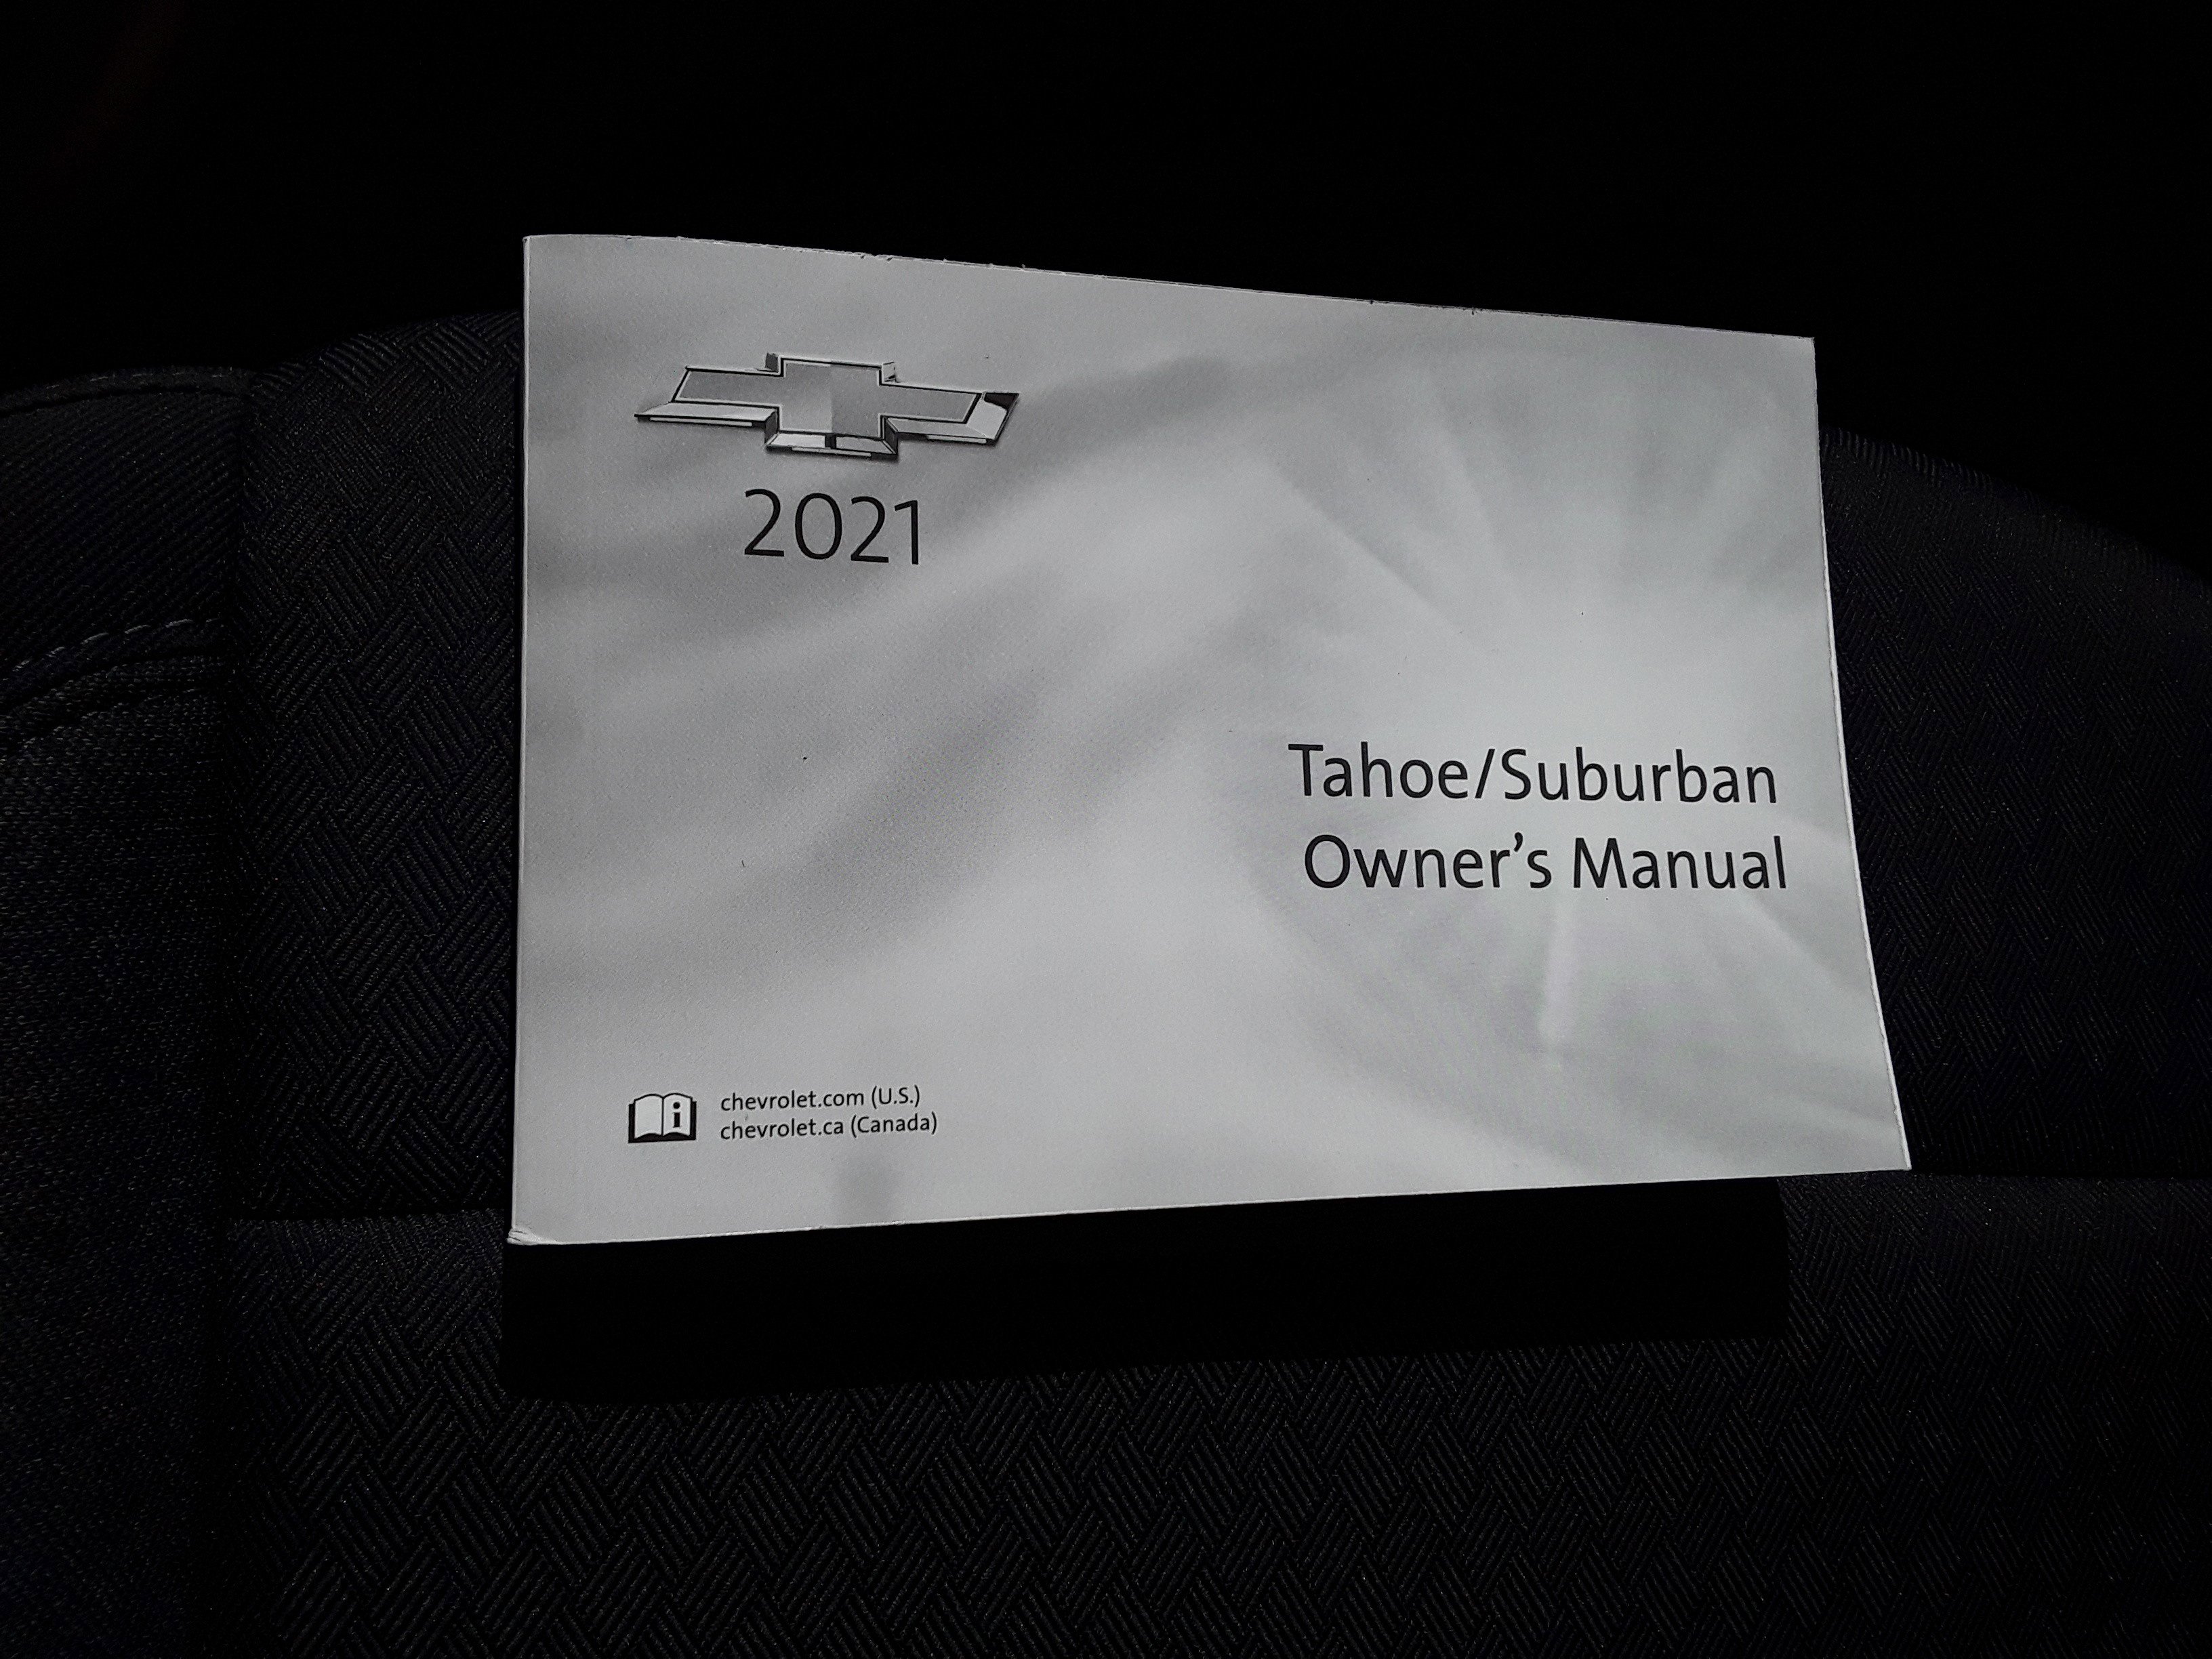 2021
Tahoe/Suburban
Owner's Manual
chevrolet.com (U.S.)
chevrolet.ca (Canada)